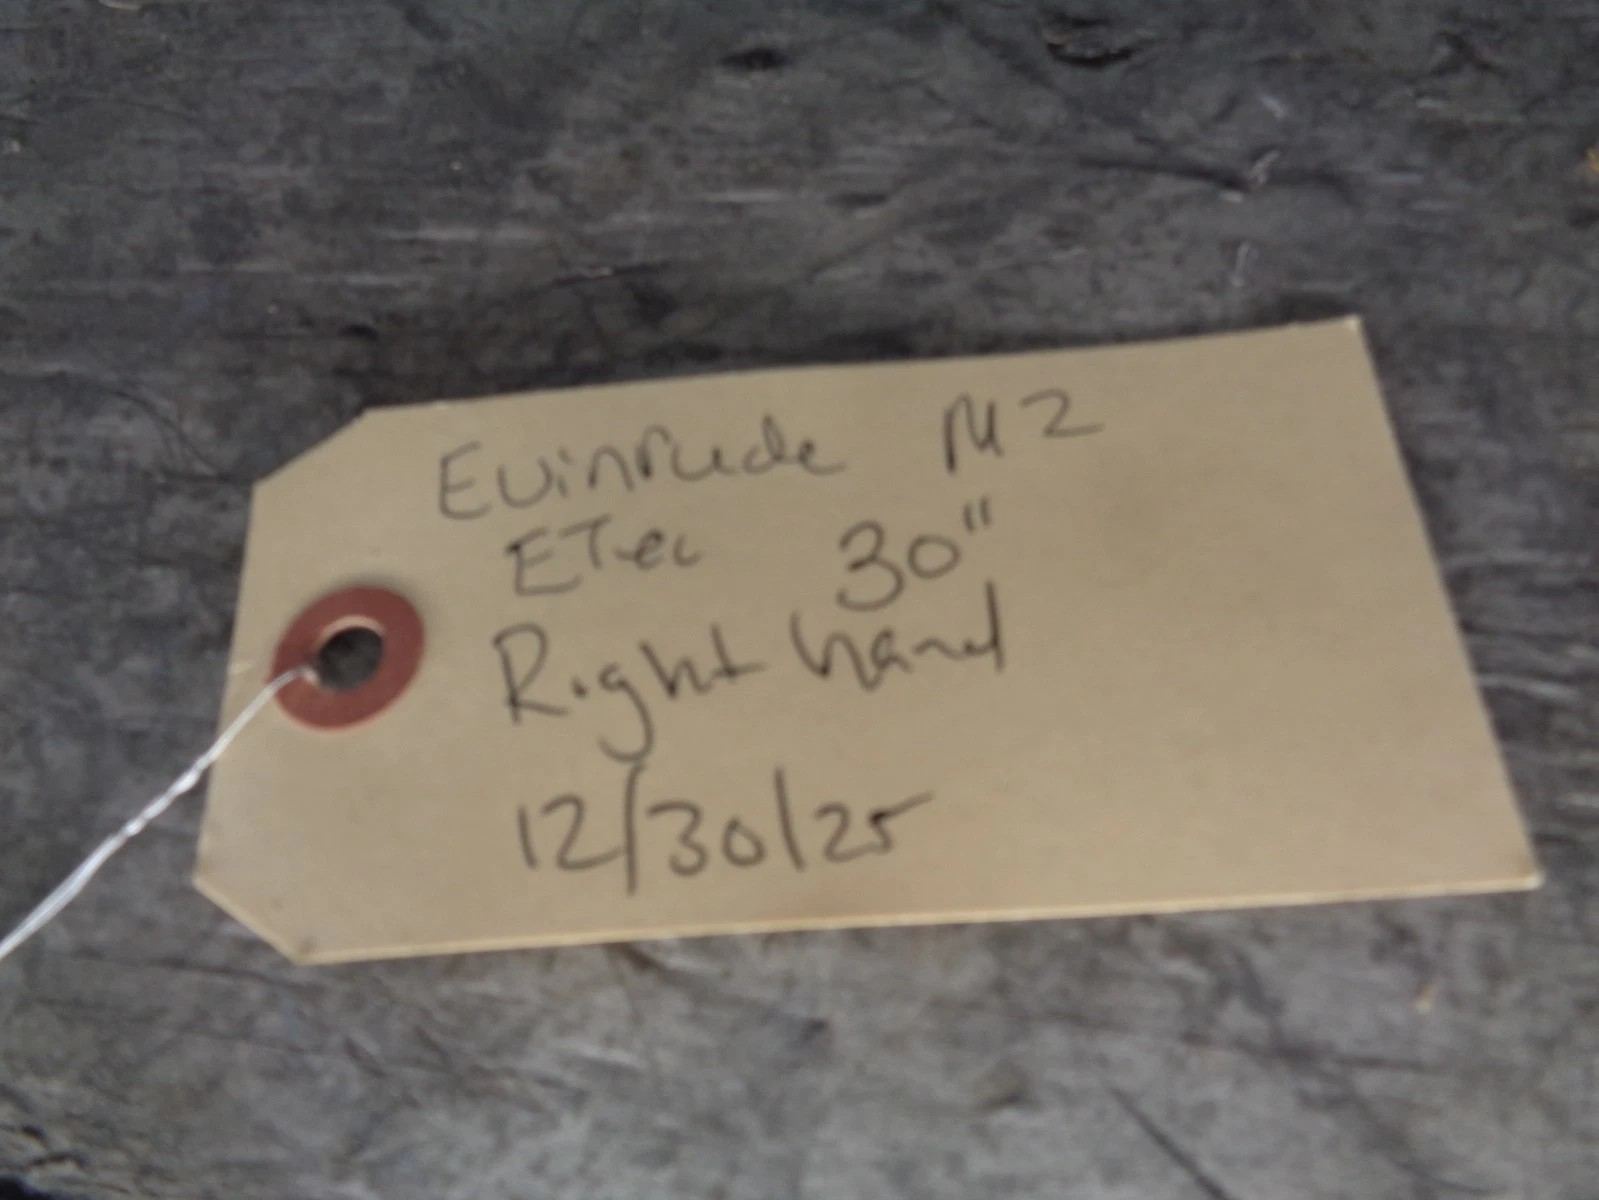 Evinrude M2
ETec 30"
Right hand
12/30/25